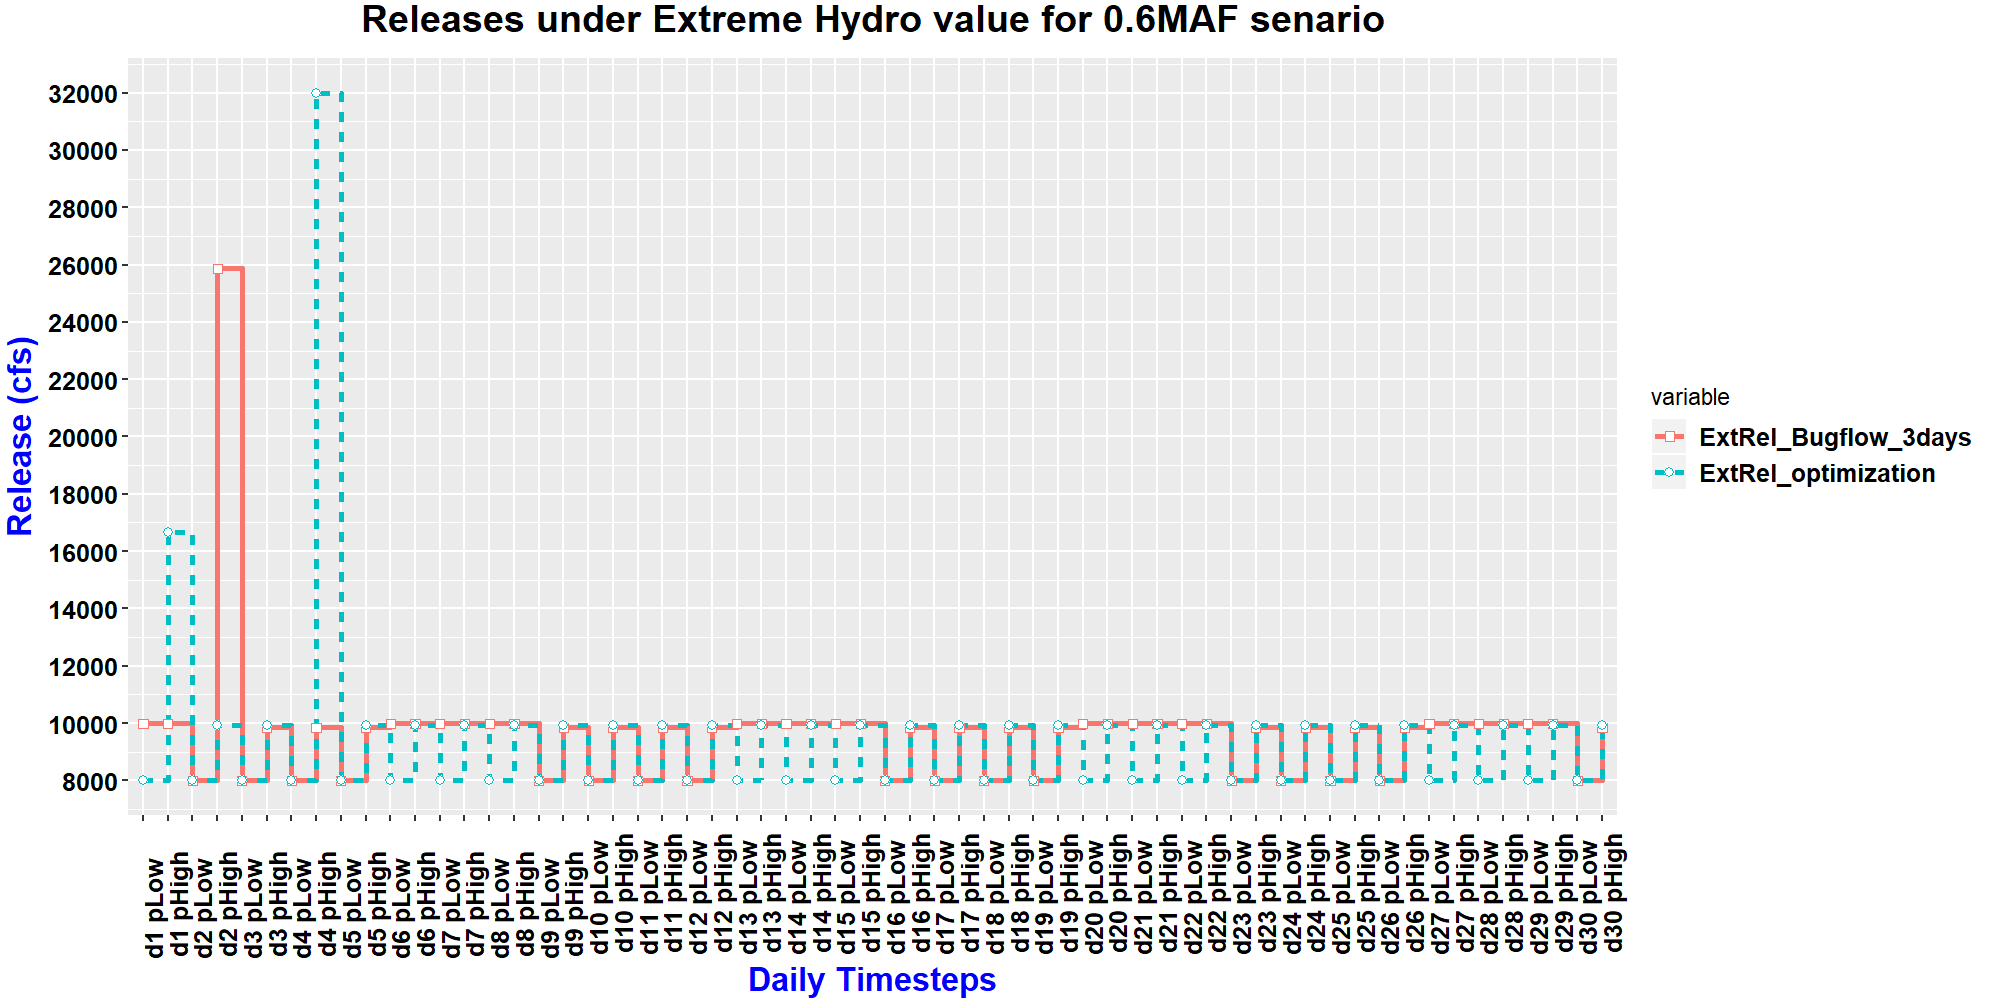 Releases under Extreme Hydro value for 0.6MAF senario
Release (cfs)
32000
30000
28000
26000
24000
22000
20000
18000
16000
14000
12000
10000
8000
d1 pLow
d1 pHigh
d2 pLow
d2 pHigh
d3 pLow
d3 pHigh
d4 pLow
d4 pHigh
d5 pLow
d5 pHigh
d6 pLow
d6 pHigh
d7 pLow
d7 pHigh
d8 pLow
d8 pHigh
d9 pLow
d9 pHigh
d10 pLow
d10 pHigh
d11 pLow
d11 pHigh
d12 pLow
d12 pHigh
d13 pLow
d13 pHigh
d14 pLow
d14 pHigh
d15 pLow
d15 pHigh
d16 pLow
d16 pHigh
d17 pLow
d17 pHigh
d18 pLow
d18 pHigh
d19 pLow
d19 pHigh
d20 pLow
d20 pHigh
d21 pLow
d21 pHigh
d22 pLow
d22 pHigh
d23 pLow
d23 pHigh
d24 pLow
d24 pHigh
d25 pLow
d25 pHigh
d26 pLow
d26 pHigh
d27 pLow
d27 pHigh
d28 pLow
d28 pHigh
d29 pLow
d29 pHigh
d30 pLow
d30 pHigh
Daily Timesteps
variable
ExtRel_Bugflow_3days
ExtRel_optimization